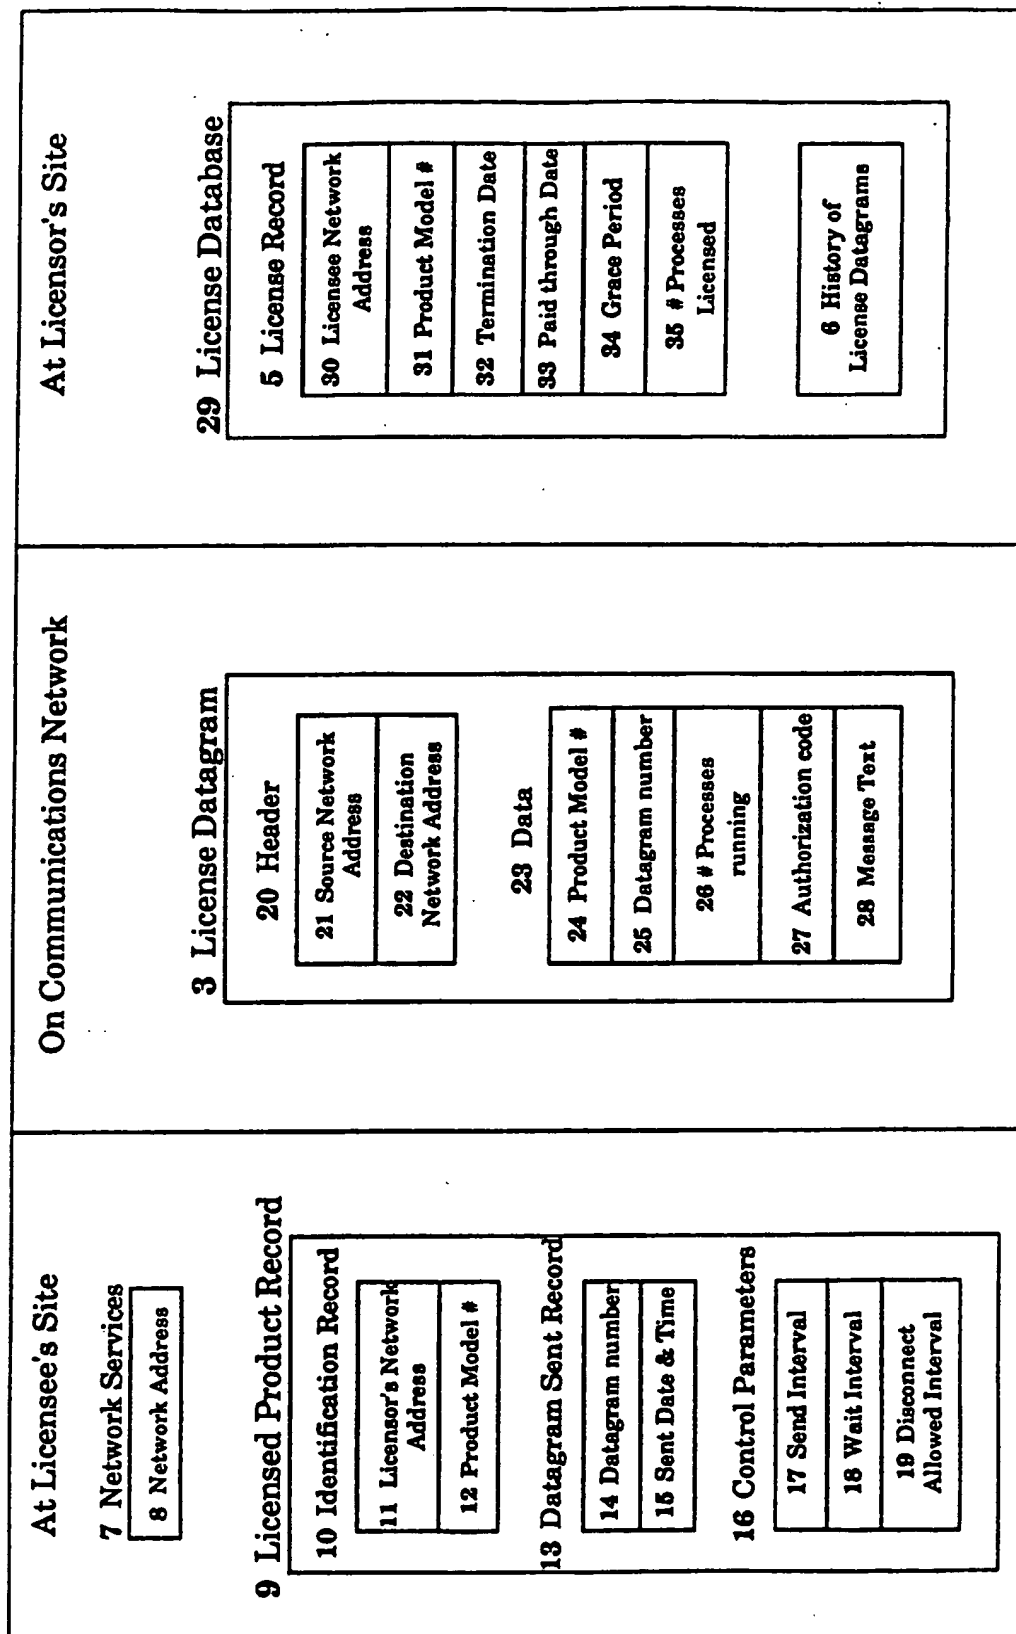 At Licensee's Site
7 Network Services
8 Network Address
9 Licensed Product Record
10 Identification Record
11 Licensor's Network
Address
12 Product Model #
13 Datagram Sent Record
14 Datagram number
15 Sent Date & Time
16 Control Parameters
17 Send Interval
18 Wait Interval
19 Disconnect
Allowed Interval
On Communications Network
3 License Datagram
20 Header
21 Source Network
Address
22 Destination
Network Address
23 Data
24 Product Model #
25 Datagram number
26 # Processes
running
27 Authorization code
28 Message Text
At Licensor's Site
29 License Database
5 License Record
30 Licensee Network
Address
31 Product Model #
32 Termination Date
33 Paid through Date
34 Grace Period
35 # Processes
Licensed
6 History of
License Datagrams